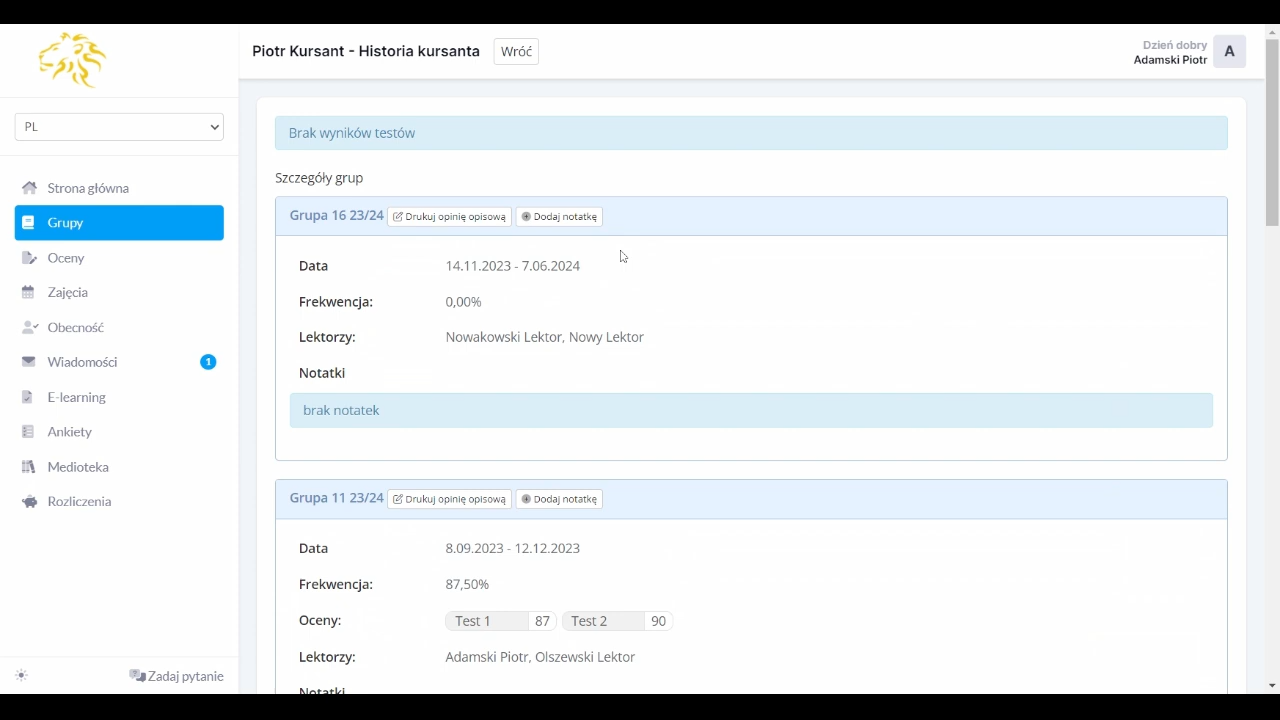 Piotr Kursant - Historia kursanta Wróć
Dzień dobry
Adamski Piotr
A
PL
Strona główna
Grupy
Oceny
Zajęcia
Obecność
Wiadomości 1
E-learning
Ankiety
Medioteka
Rozliczenia
Zadaj pytanie
Brak wyników testów
Szczegóły grup
Grupa 16 23/24 Drukuj opinię opisową Dodaj notatkę
Data 14.11.2023 - 7.06.2024
Frekwencja: 0,00%
Lektorzy: Nowakowski Lektor, Nowy Lektor
Notatki
brak notatek
Grupa 11 23/24 Drukuj opinię opisową Dodaj notatkę
Data 8.09.2023 - 12.12.2023
Frekwencja: 87,50%
Oceny: Test 1 87 Test 2 90
Lektorzy: Adamski Piotr, Olszewski Lektor
Notatki